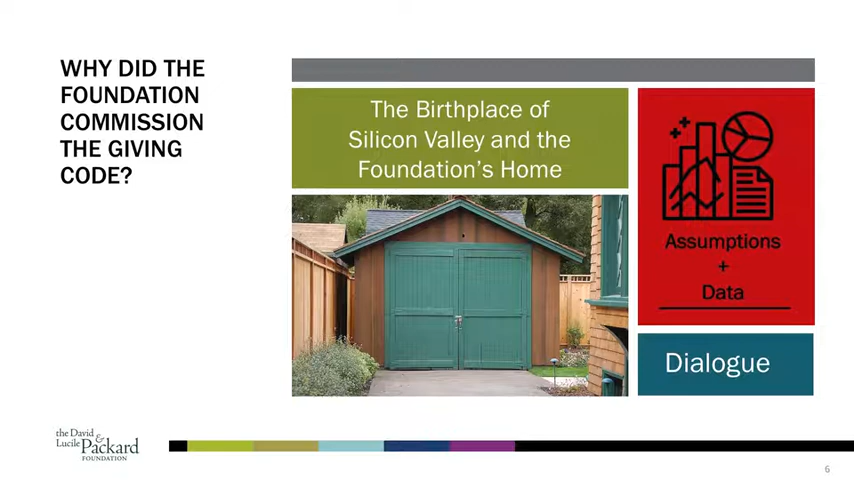 WHY DID THE
FOUNDATION
COMMISSION
THE GIVING
CODE?
The Birthplace of
Silicon Valley and the
Foundation's Home
Assumptions
+
Data
Dialogue
the David
&
Lucile Packard
FOUNDATION
6